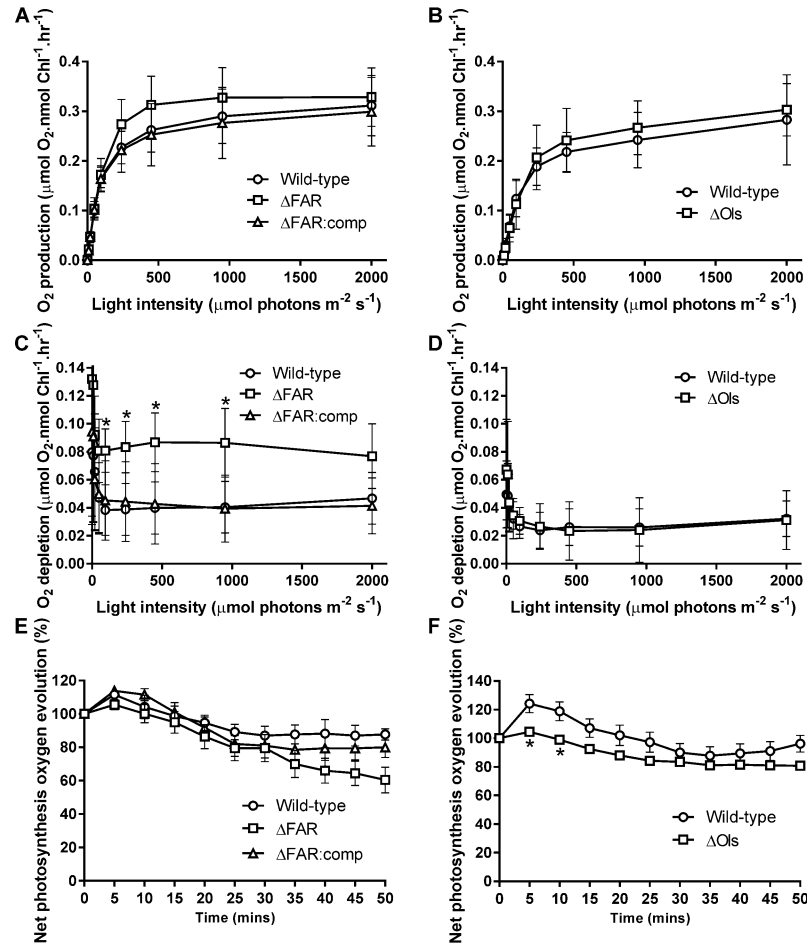 A
O₂ production (μmol O₂.nmol Chl⁻¹.hr⁻¹)
0.4
0.3
0.2
0.1
0.0
0 500 1000 1500 2000
Light intensity (μmol photons m⁻² s⁻¹)
Wild-type
ΔFAR
ΔFAR:comp
B
O₂ production (μmol O₂.nmol Chl⁻¹.hr⁻¹)
0.4
0.3
0.2
0.1
0.0
0 500 1000 1500 2000
Light intensity (μmol photons m⁻² s⁻¹)
Wild-type
ΔOls
C
O₂ depletion (μmol O₂.nmol Chl⁻¹.hr⁻¹)
0.14
0.12
0.10
0.08
0.06
0.04
0.02
0.00
0 500 1000 1500 2000
Light intensity (μmol photons m⁻² s⁻¹)
Wild-type
ΔFAR
ΔFAR:comp
* * * *
D
O₂ depletion (μmol O₂.nmol Chl⁻¹.hr⁻¹)
0.14
0.12
0.10
0.08
0.06
0.04
0.02
0.00
0 500 1000 1500 2000
Light intensity (μmol photons m⁻² s⁻¹)
Wild-type
ΔOls
E
Net photosynthesis oxygen evolution (%)
120
100
80
60
40
20
0
0 5 10 15 20 25 30 35 40 45 50
Time (mins)
Wild-type
ΔFAR
ΔFAR:comp
F
Net photosynthesis oxygen evolution (%)
140
120
100
80
60
40
20
0
0 5 10 15 20 25 30 35 40 45 50
Time (mins)
Wild-type
ΔOls
* *